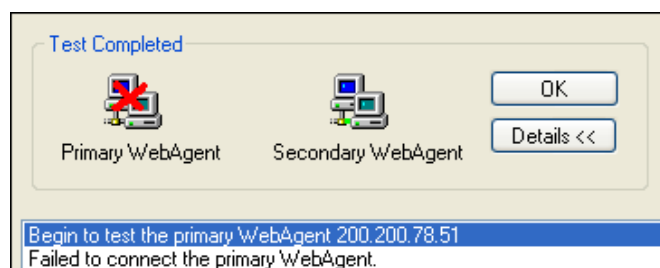 Test Completed
OK
Details <<
Primary WebAgent
Secondary WebAgent
Begin to test the primary WebAgent 200.200.78.51
Failed to connect the primary WebAgent.